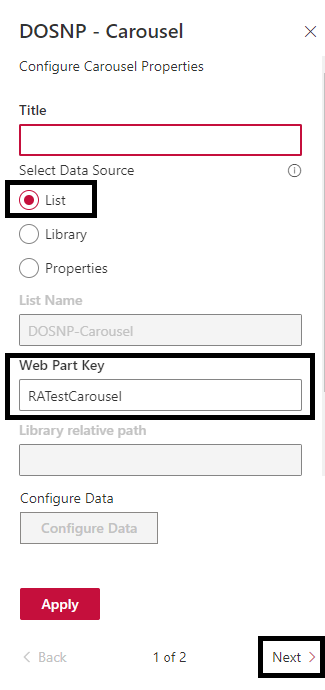 DOSNP - Carousel
Configure Carousel Properties
Title
Select Data Source
List
Library
Properties
List Name
DOSNP-Carousel
Web Part Key
RATestCarousel
Library relative path
Configure Data
Configure Data
Apply
Back 1 of 2 Next